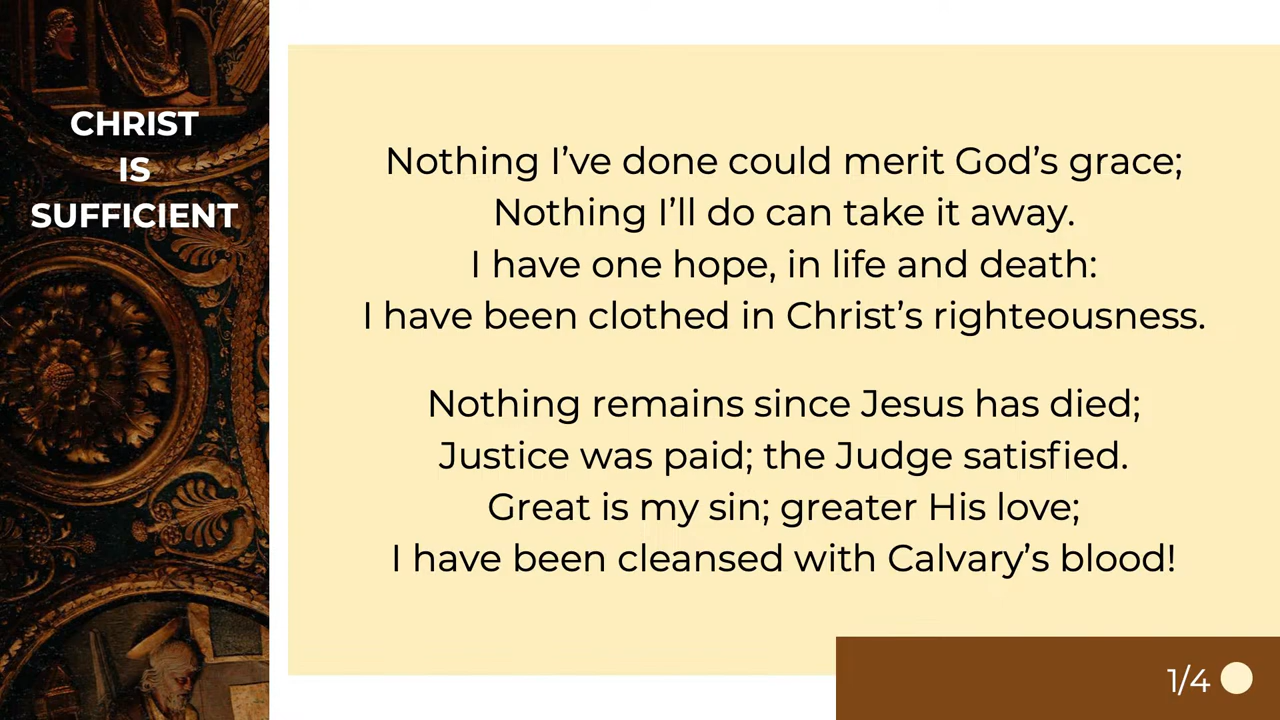 CHRIST
IS
SUFFICIENT
Nothing I’ve done could merit God’s grace;
Nothing I’ll do can take it away.
I have one hope, in life and death:
I have been clothed in Christ’s righteousness.
Nothing remains since Jesus has died;
Justice was paid; the Judge satisfied.
Great is my sin; greater His love;
I have been cleansed with Calvary’s blood!
1/4